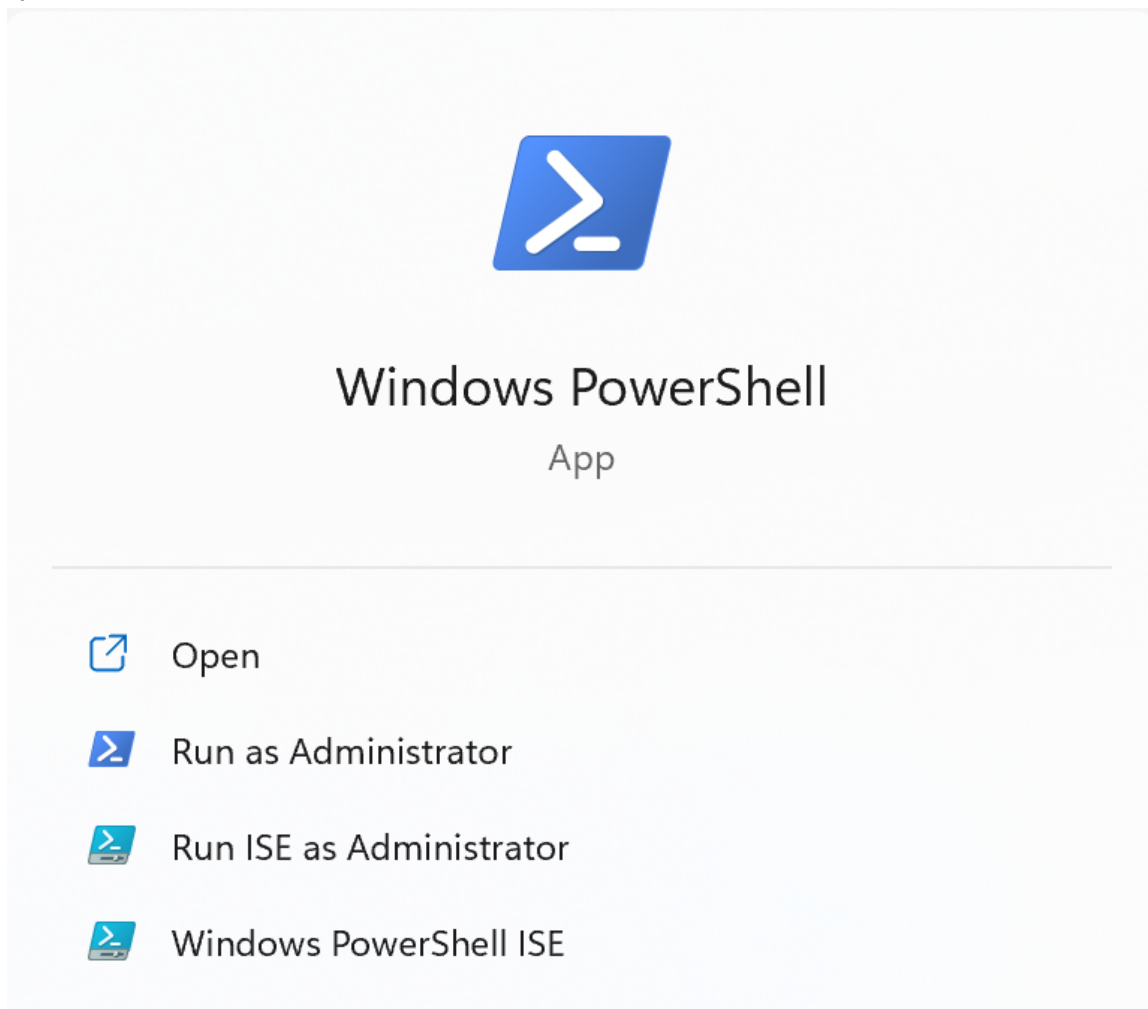 Windows PowerShell
App
Open
Run as Administrator
Run ISE as Administrator
Windows PowerShell ISE